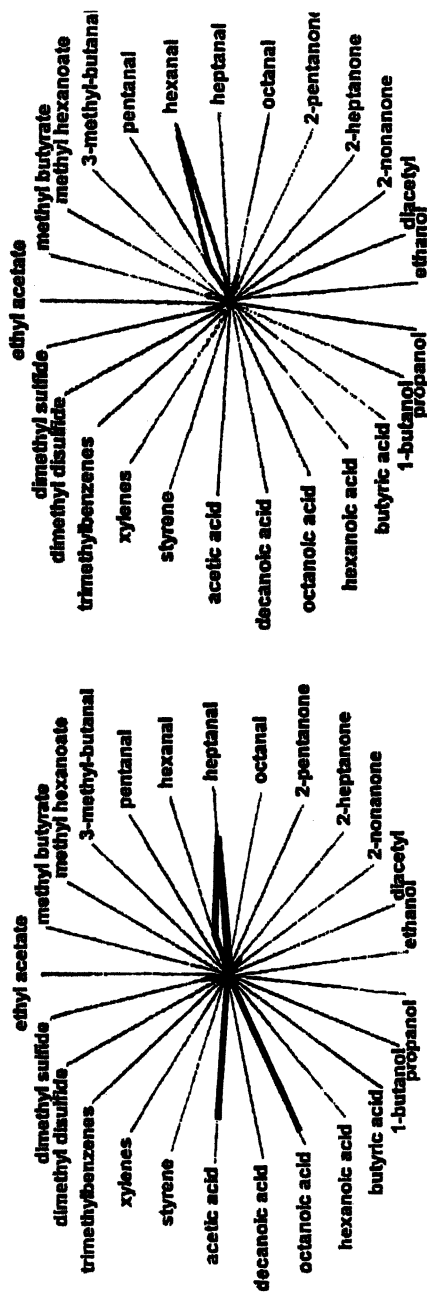 ethyl acetate
methyl butyrate
methyl hexanoate
3-methyl-butanal
pentanal
hexanal
heptanal
octanal
2-pentanone
2-heptanone
2-nonanone
diacetyl
ethanol
propanol
1-butanol
butyric acid
hexanoic acid
octanoic acid
decanoic acid
acetic acid
styrene
xylenes
trimethylbenzenes
dimethyl disulfide
dimethyl sulfide
ethyl acetate
methyl butyrate
methyl hexanoate
3-methyl-butanal
pentanal
hexanal
heptanal
octanal
2-pentanone
2-heptanone
2-nonanone
diacetyl
ethanol
propanol
1-butanol
butyric acid
hexanoic acid
octanoic acid
decanoic acid
acetic acid
styrene
xylenes
trimethylbenzenes
dimethyl disulfide
dimethyl sulfide